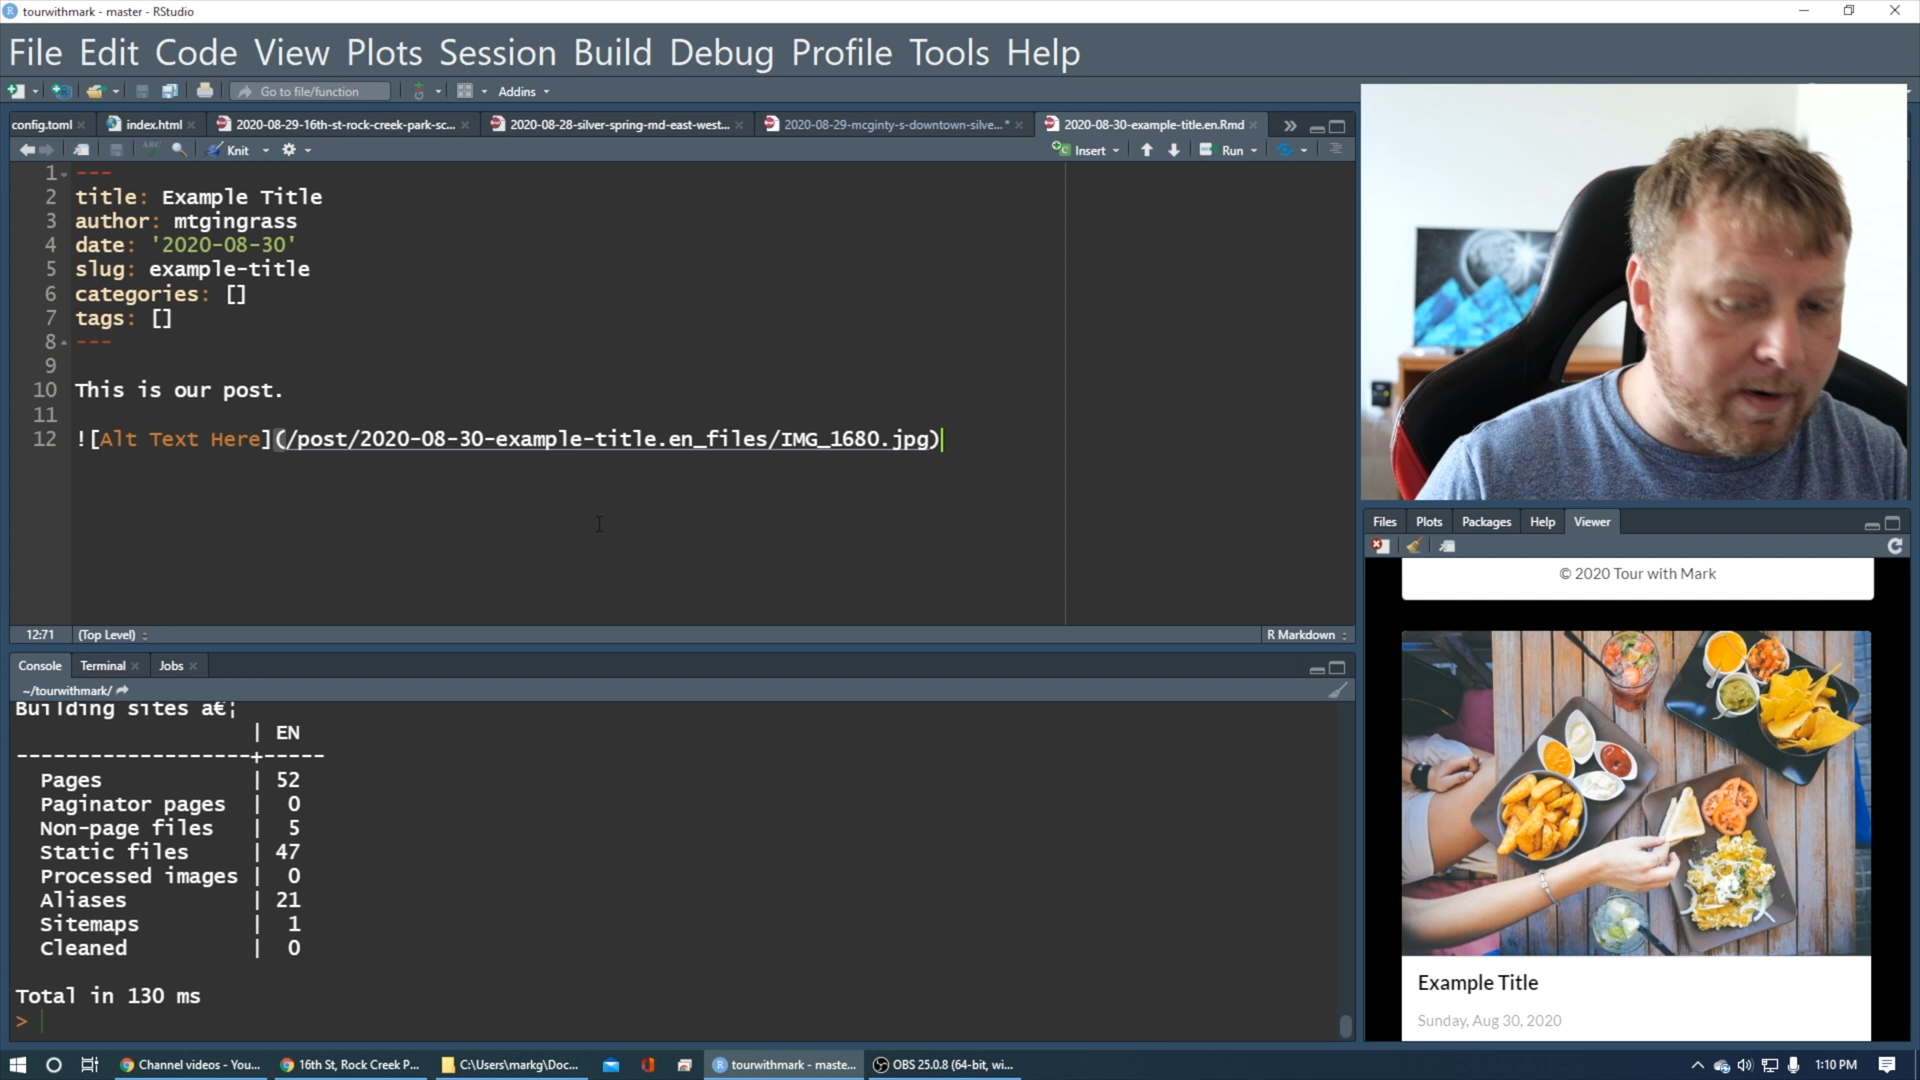 tourwithmark - master - RStudio
File Edit Code View Plots Session Build Debug Profile Tools Help
Go to file/function
Addins
config.toml
index.html
2020-08-29-16th-st-rock-creek-park-sc...
2020-08-28-silver-spring-md-east-west...
2020-08-29-mcginty-s-downtown-silve...*
2020-08-30-example-title.en.Rmd
ABC
Knit
Insert
Run
1 ---
2 title: Example Title
3 author: mtgingrass
4 date: '2020-08-30'
5 slug: example-title
6 categories: []
7 tags: []
8 ---
9
10 This is our post.
11
12 ![Alt Text Here](/post/2020-08-30-example-title.en_files/IMG_1680.jpg)
12:71 (Top Level)
R Markdown
Console Terminal Jobs
~/tourwithmark/
Building sites â€¦
| EN
-------------------+-----
Pages | 52
Paginator pages | 0
Non-page files | 5
Static files | 47
Processed images | 0
Aliases | 21
Sitemaps | 1
Cleaned | 0
Total in 130 ms
>
Files Plots Packages Help Viewer
© 2020 Tour with Mark
Example Title
Sunday, Aug 30, 2020
Channel videos - You...
16th St, Rock Creek P...
C:\Users\markg\Doc...
tourwithmark - maste...
OBS 25.0.8 (64-bit, wi...
1:10 PM